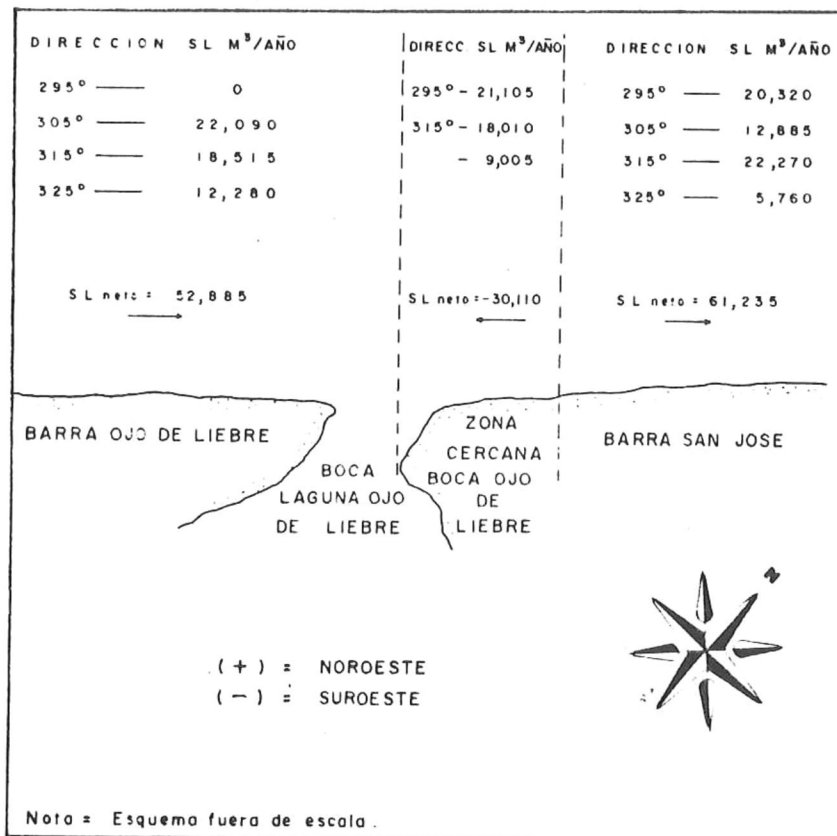 DIRECCION SL M³/AÑO
295° — 0
305° — 22,090
315° — 18,515
325° — 12,280
SL neto = 52,885
DIRECC. SL M³/AÑO
295° - 21,105
315° - 18,010
- 9,005
SL neto = -30,110
DIRECCION SL M³/AÑO
295° — 20,320
305° — 12,885
315° — 22,270
325° — 5,760
SL neto = 61,235
BARRA OJO DE LIEBRE
BOCA
LAGUNA OJO
DE LIEBRE
ZONA
CERCANA
BOCA OJO
DE
LIEBRE
BARRA SAN JOSE
N
(+) = NOROESTE
(-) = SUROESTE
Nota = Esquema fuera de escala.